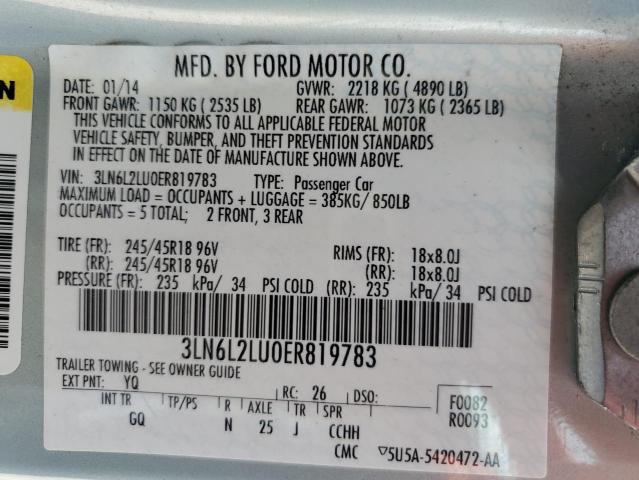 MFD. BY FORD MOTOR CO.
DATE: 01/14 GVWR: 2218 KG ( 4890 LB)
FRONT GAWR: 1150 KG ( 2535 LB) REAR GAWR: 1073 KG ( 2365 LB)
THIS VEHICLE CONFORMS TO ALL APPLICABLE FEDERAL MOTOR
VEHICLE SAFETY, BUMPER, AND THEFT PREVENTION STANDARDS
IN EFFECT ON THE DATE OF MANUFACTURE SHOWN ABOVE.
VIN: 3LN6L2LU0ER819783 TYPE: Passenger Car
MAXIMUM LOAD = OCCUPANTS + LUGGAGE = 385KG/ 850LB
OCCUPANTS = 5 TOTAL; 2 FRONT, 3 REAR
TIRE (FR): 245/45R18 96V RIMS (FR): 18x8.0J
(RR): 245/45R18 96V (RR): 18x8.0J
PRESSURE (FR): 235 kPa/ 34 PSI COLD (RR): 235 kPa/ 34 PSI COLD
3LN6L2LU0ER819783
TRAILER TOWING - SEE OWNER GUIDE
EXT PNT: YQ RC: 26 DSO: F0082
INT TR TP/PS R AXLE TR SPR R0093
GQ N 25 J CCHH
CMC 5U5A-5420472-AA